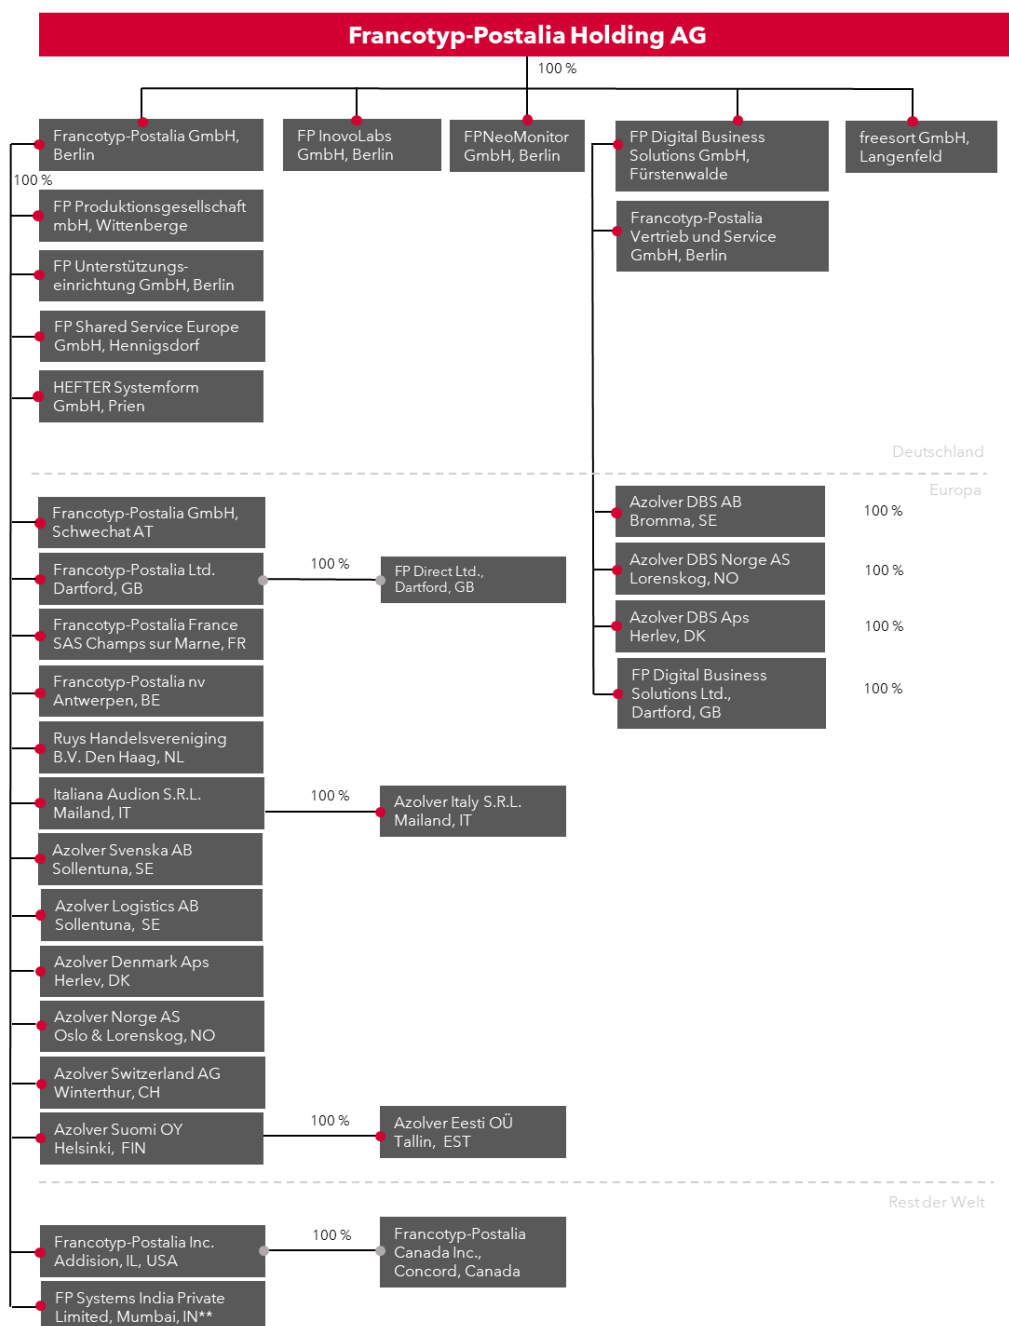 Francotyp-Postalia Holding AG
100 %
Francotyp-Postalia GmbH,
Berlin
FP InovoLabs
GmbH, Berlin
FPNeoMonitor
GmbH, Berlin
FP Digital Business
Solutions GmbH,
Fürstenwalde
freesort GmbH,
Langenfeld
100 %
FP Produktionsgesellschaft
mbH, Wittenberge
Francotyp-Postalia
Vertrieb und Service
GmbH, Berlin
FP Unterstützungs-
einrichtung GmbH, Berlin
FP Shared Service Europe
GmbH, Hennigsdorf
HEFTER Systemform
GmbH, Prien
Deutschland
Europa
Francotyp-Postalia GmbH,
Schwechat AT
Azolver DBS AB
Bromma, SE
100 %
Francotyp-Postalia Ltd.
Dartford, GB
100 %
FP Direct Ltd.,
Dartford, GB
Azolver DBS Norge AS
Lorenskog, NO
100 %
Francotyp-Postalia France
SAS Champs sur Marne, FR
Azolver DBS Aps
Herlev, DK
100 %
Francotyp-Postalia nv
Antwerpen, BE
FP Digital Business
Solutions Ltd.,
Dartford, GB
100 %
Ruys Handelsvereniging
B.V. Den Haag, NL
Italiana Audion S.R.L.
Mailand, IT
100 %
Azolver Italy S.R.L.
Mailand, IT
Azolver Svenska AB
Sollentuna, SE
Azolver Logistics AB
Sollentuna, SE
Azolver Denmark Aps
Herlev, DK
Azolver Norge AS
Oslo & Lorenskog, NO
Azolver Switzerland AG
Winterthur, CH
Azolver Suomi OY
Helsinki, FIN
100 %
Azolver Eesti OÜ
Tallin, EST
Rest der Welt
Francotyp-Postalia Inc.
Addision, IL, USA
100 %
Francotyp-Postalia
Canada Inc.,
Concord, Canada
FP Systems India Private
Limited, Mumbai, IN**